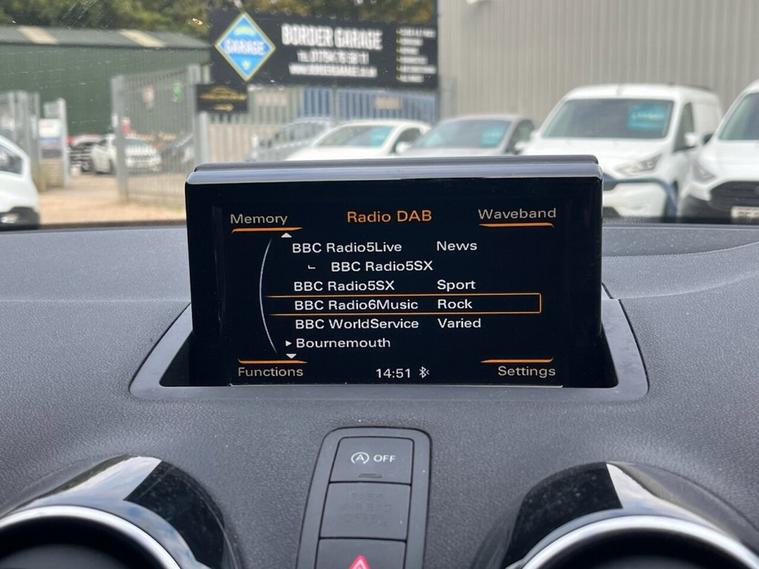 GARAGE
BORDER GARAGE
Memory
Radio DAB
Waveband
BBC Radio5Live News
BBC Radio5SX
BBC Radio5SX Sport
BBC Radio6Music Rock
BBC WorldService Varied
Bournemouth
Functions
14:51
Settings
A OFF